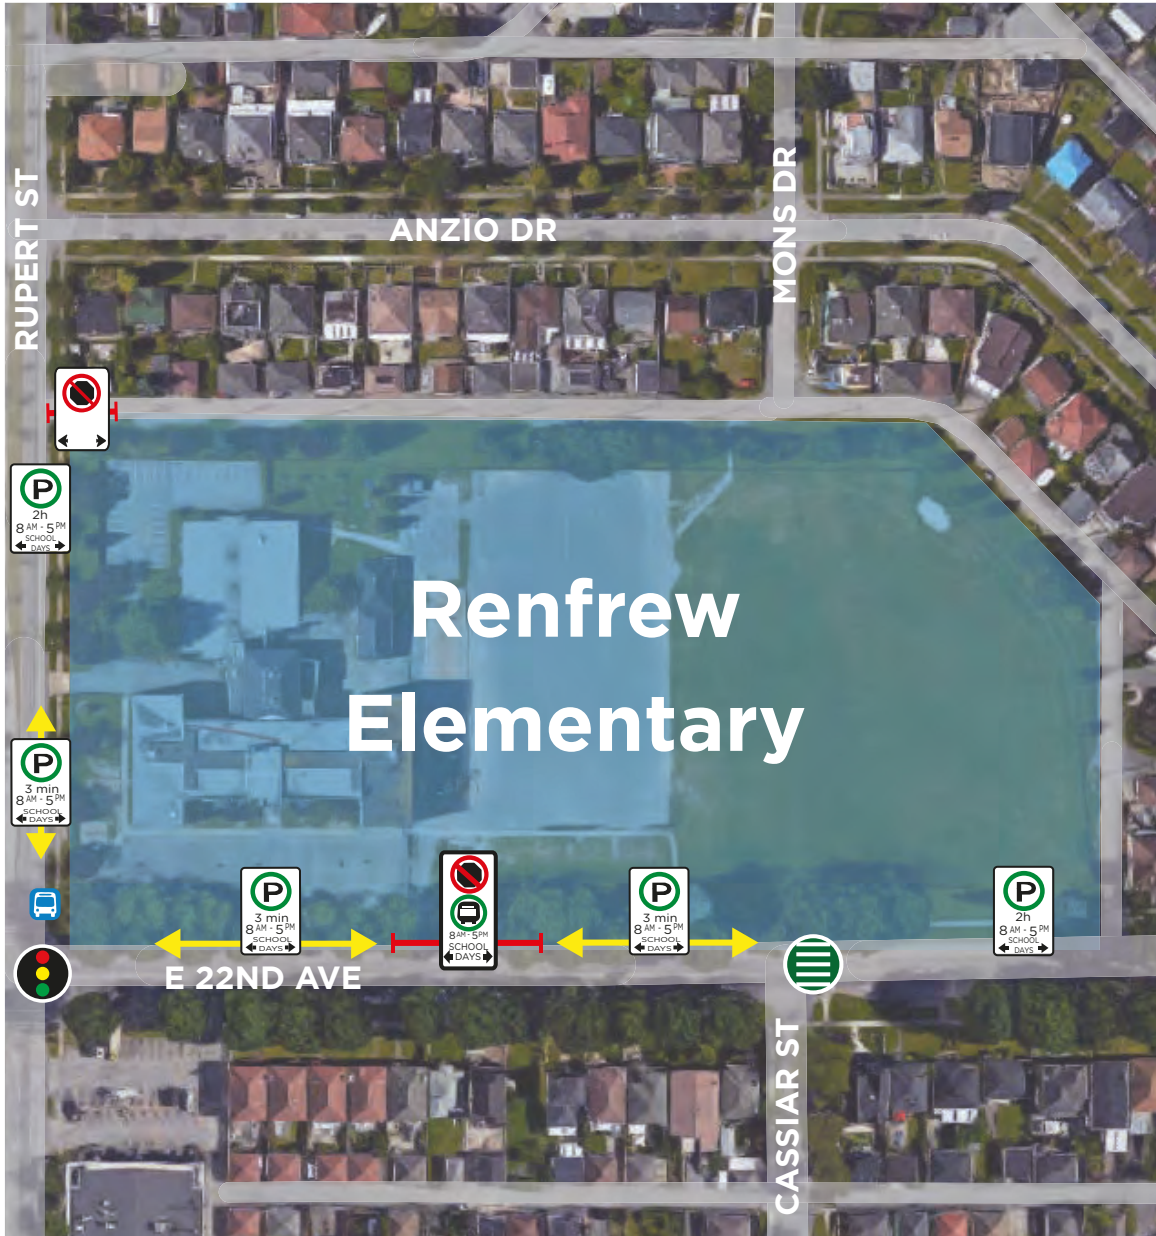 ANZIO DR
MONS DR
RUPERT ST
P
2h
8 AM - 5 PM
SCHOOL
DAYS
Renfrew
Elementary
P
3 min
8 AM - 5 PM
SCHOOL
DAYS
P
3 min
8 AM - 5 PM
SCHOOL
DAYS
8 AM - 5 PM
SCHOOL
DAYS
P
3 min
8 AM - 5 PM
SCHOOL
DAYS
P
2h
8 AM - 5 PM
SCHOOL
DAYS
E 22ND AVE
CASSIAR ST